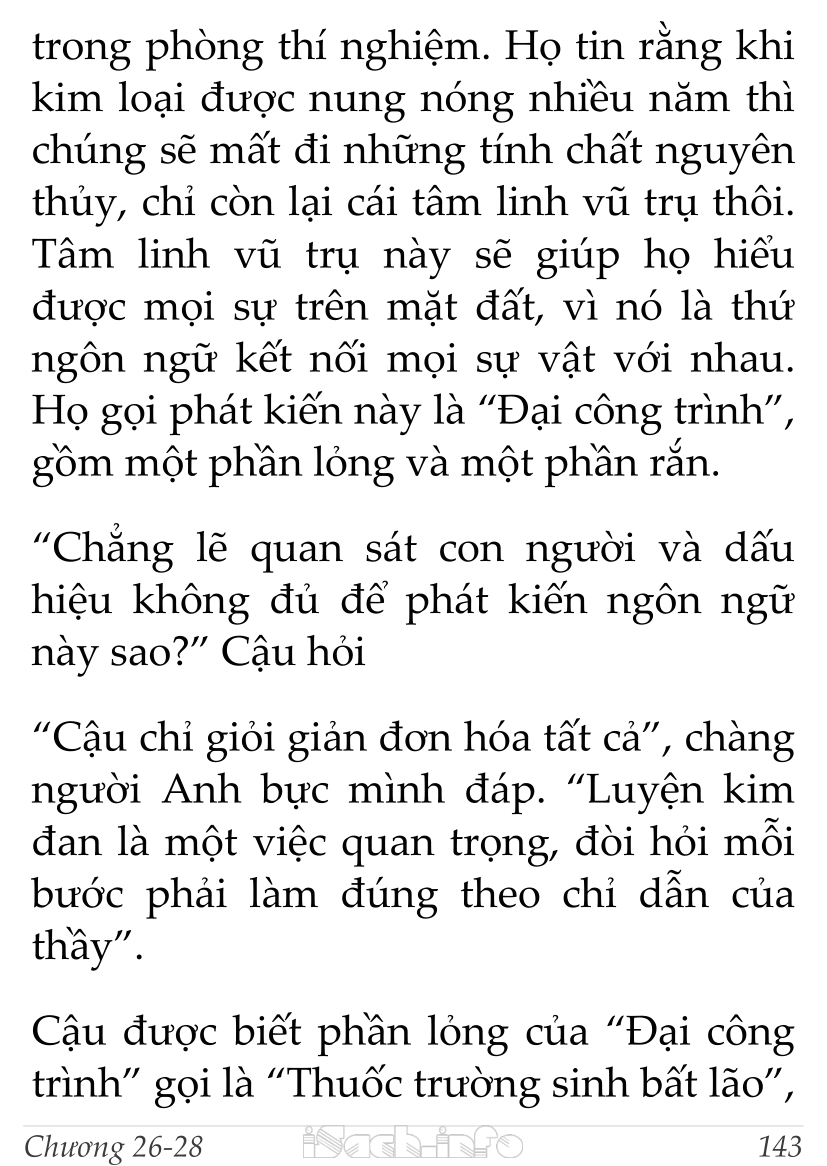 trong phòng thí nghiệm. Họ tin rằng khi
kim loại được nung nóng nhiều năm thì
chúng sẽ mất đi những tính chất nguyên
thủy, chỉ còn lại cái tâm linh vũ trụ thôi.
Tâm linh vũ trụ này sẽ giúp họ hiểu
được mọi sự trên mặt đất, vì nó là thứ
ngôn ngữ kết nối mọi sự vật với nhau.
Họ gọi phát kiến này là “Đại công trình”,
gồm một phần lỏng và một phần rắn.
“Chẳng lẽ quan sát con người và dấu
hiệu không đủ để phát kiến ngôn ngữ
này sao?” Cậu hỏi
“Cậu chỉ giỏi giản đơn hóa tất cả”, chàng
người Anh bực mình đáp. “Luyện kim
đan là một việc quan trọng, đòi hỏi mỗi
bước phải làm đúng theo chỉ dẫn của
thầy”.
Cậu được biết phần lỏng của “Đại công
trình” gọi là “Thuốc trường sinh bất lão”,
Chương 26-28 iSach.info 143